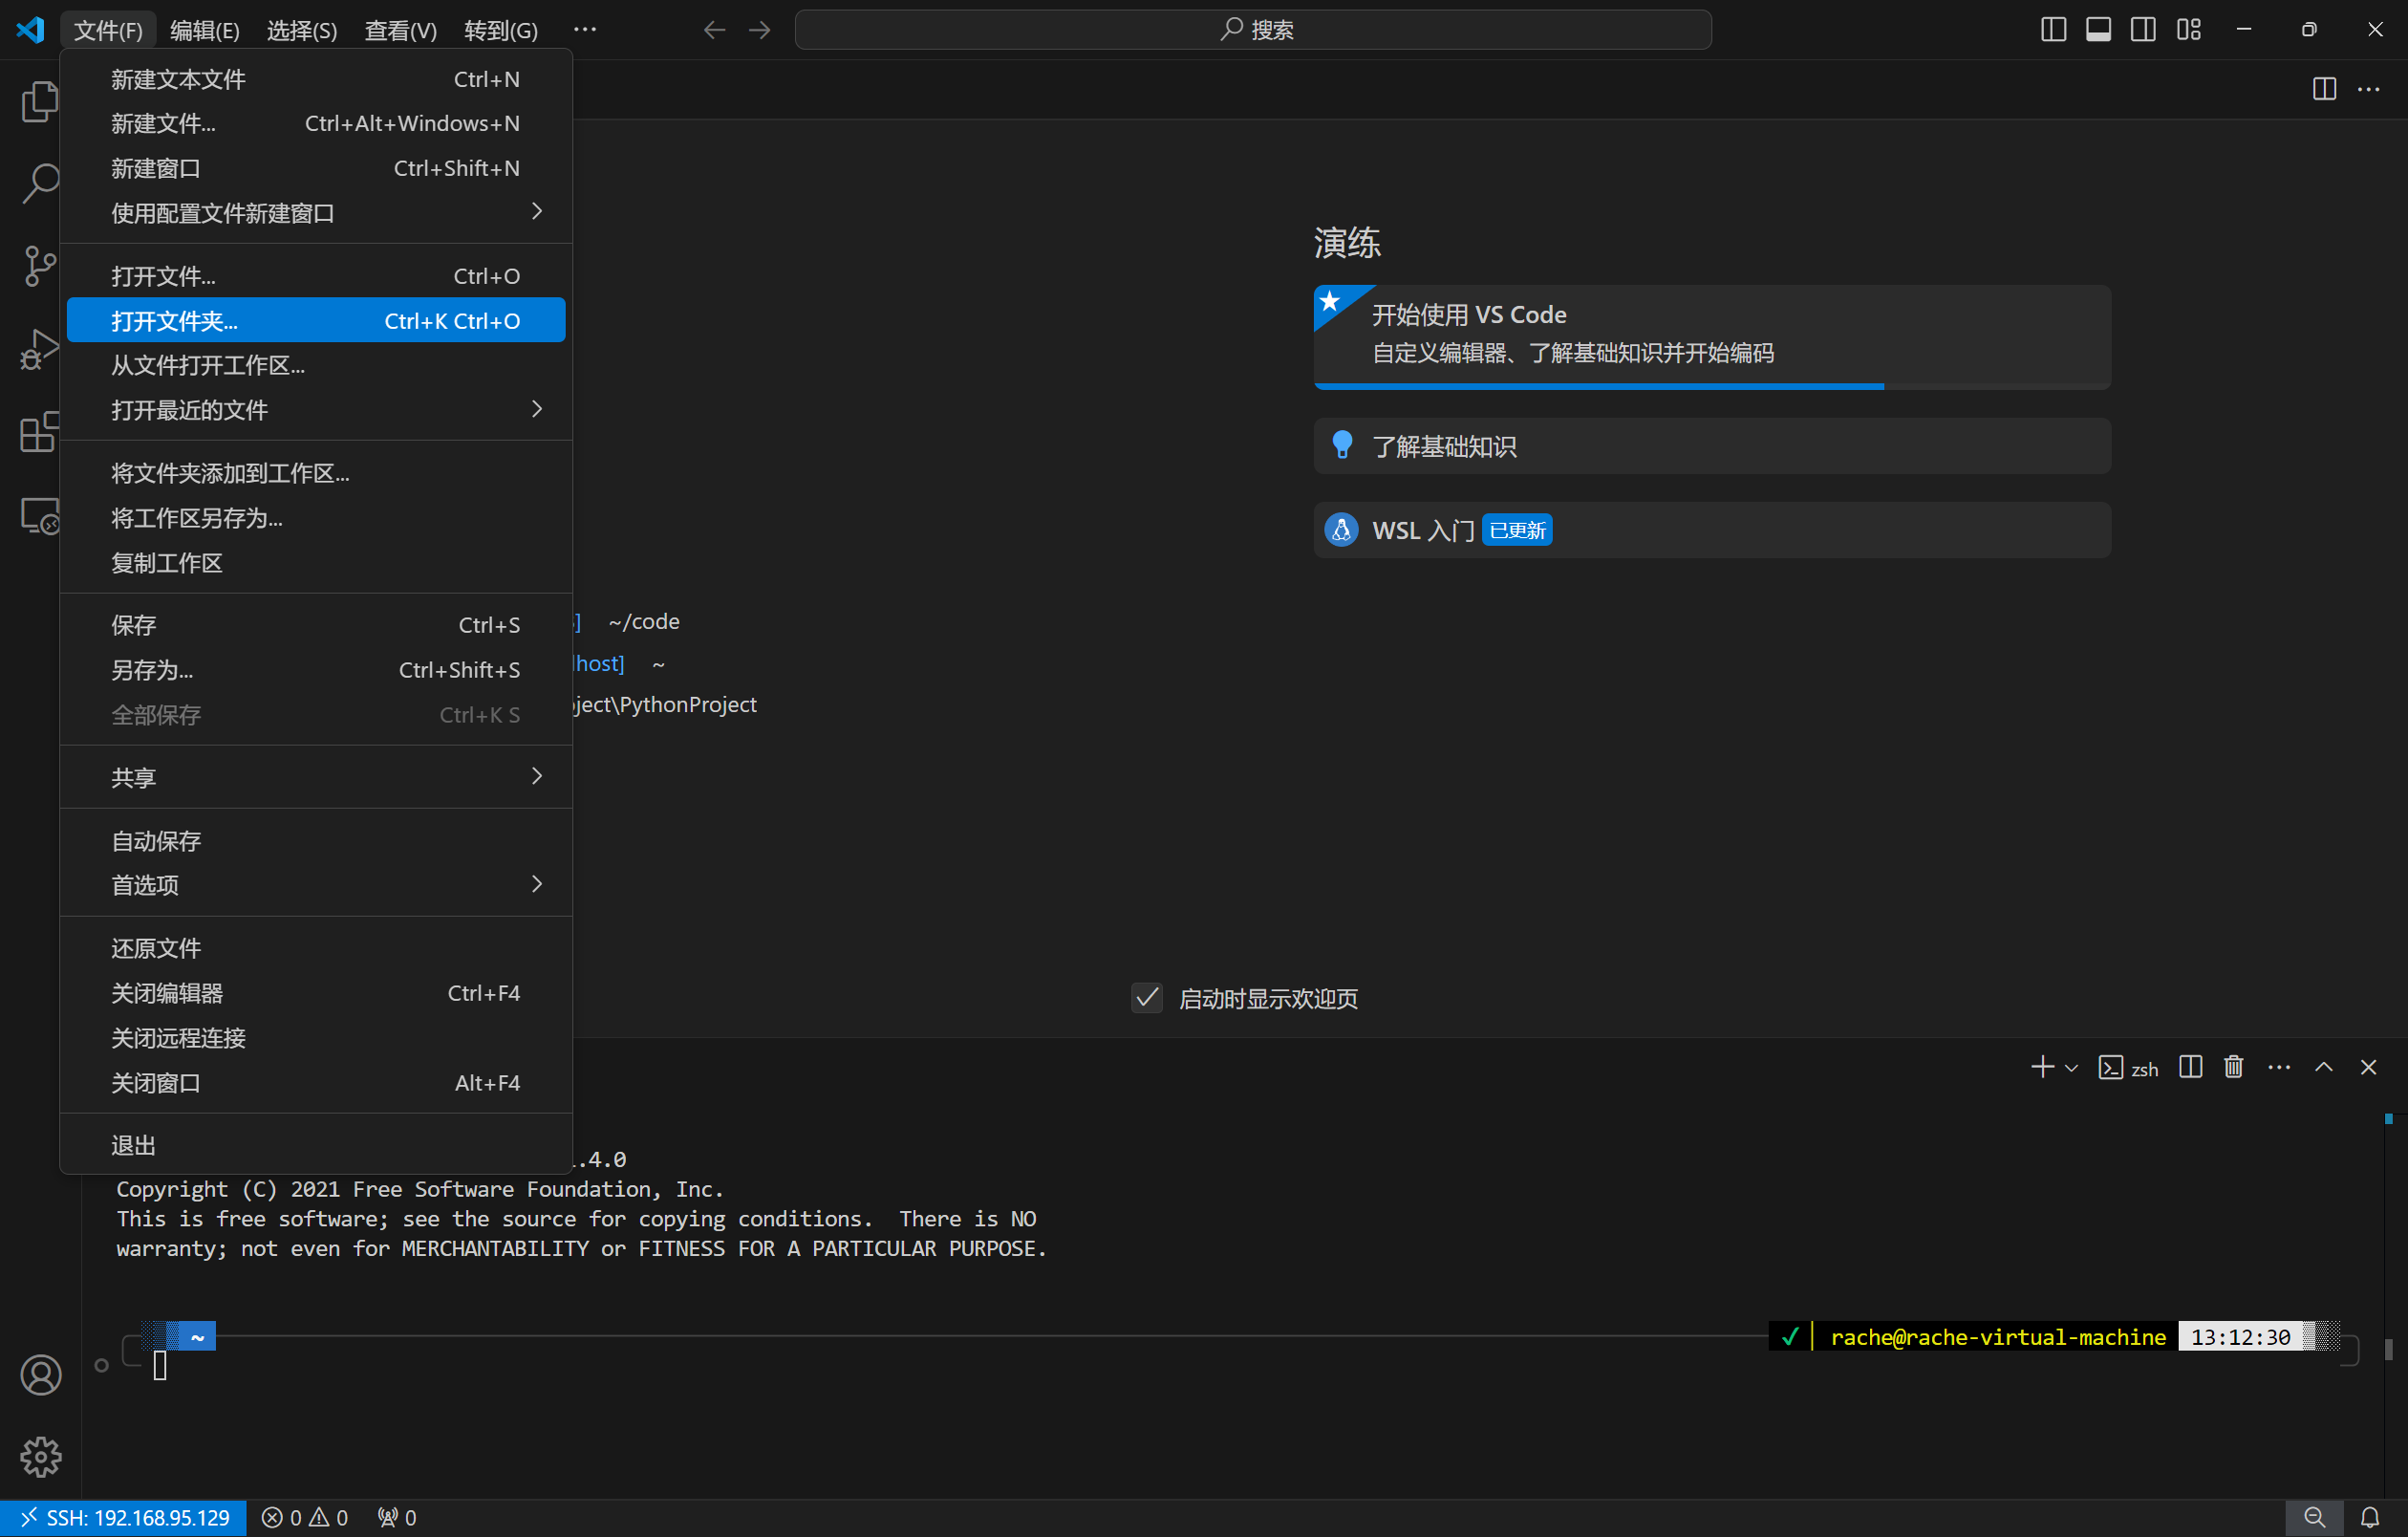 文件(F) 编辑(E) 选择(S) 查看(V) 转到(G) ··· 搜索
新建文本文件 Ctrl+N
新建文件... Ctrl+Alt+Windows+N
新建窗口 Ctrl+Shift+N
使用配置文件新建窗口
打开文件... Ctrl+O
打开文件夹... Ctrl+K Ctrl+O
从文件打开工作区...
打开最近的文件
将文件夹添加到工作区...
将工作区另存为...
复制工作区
保存 Ctrl+S
另存为... Ctrl+Shift+S
全部保存 Ctrl+K S
共享
自动保存
首选项
还原文件
关闭编辑器 Ctrl+F4
关闭远程连接
关闭窗口 Alt+F4
退出
演练
开始使用 VS Code
自定义编辑器、了解基础知识并开始编码
了解基础知识
WSL 入门 已更新
] ~/code
lhost] ~
ject\PythonProject
启动时显示欢迎页
zsh
.4.0
Copyright (C) 2021 Free Software Foundation, Inc.
This is free software; see the source for copying conditions.  There is NO
warranty; not even for MERCHANTABILITY or FITNESS FOR A PARTICULAR PURPOSE.
~ ✓ rache@rache-virtual-machine 13:12:30
SSH: 192.168.95.129 0 0 0